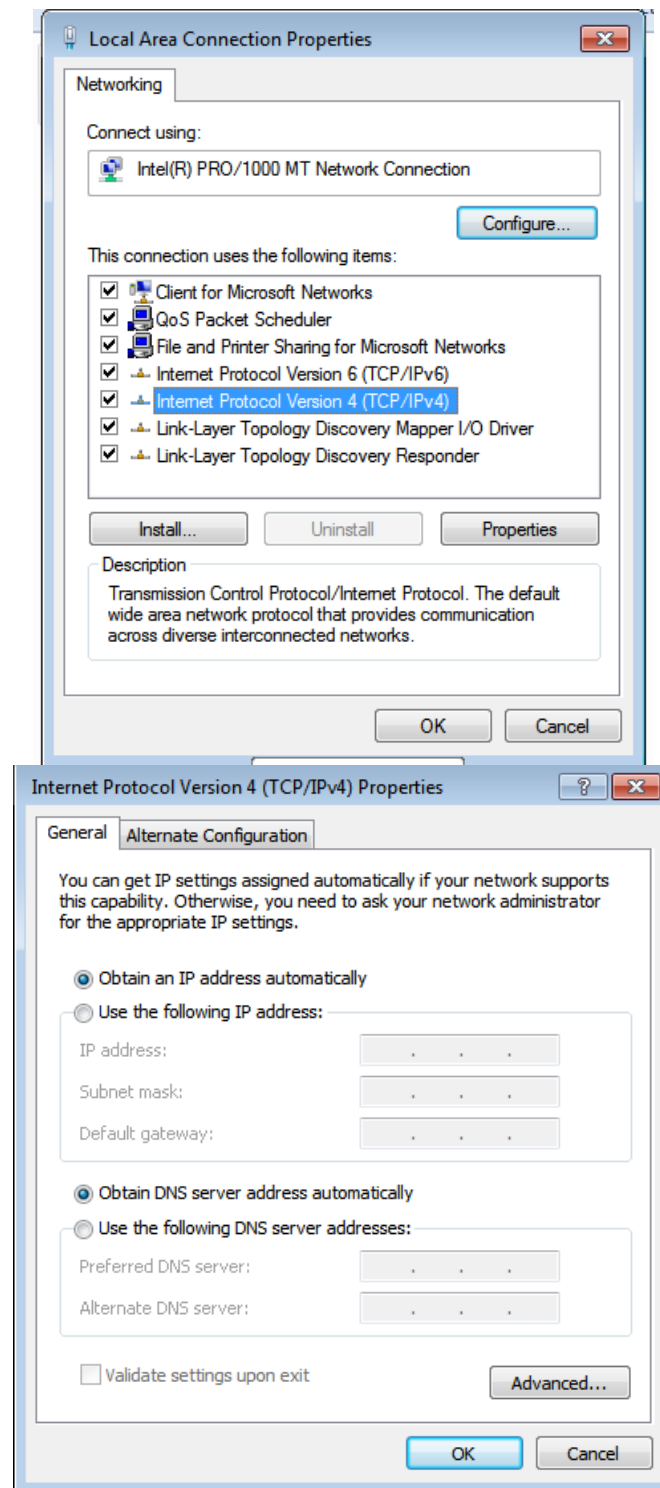 Local Area Connection Properties
Networking
Connect using:
Intel(R) PRO/1000 MT Network Connection
Configure...
This connection uses the following items:
Client for Microsoft Networks
QoS Packet Scheduler
File and Printer Sharing for Microsoft Networks
Internet Protocol Version 6 (TCP/IPv6)
Internet Protocol Version 4 (TCP/IPv4)
Link-Layer Topology Discovery Mapper I/O Driver
Link-Layer Topology Discovery Responder
Install... Uninstall Properties
Description
Transmission Control Protocol/Internet Protocol. The default
wide area network protocol that provides communication
across diverse interconnected networks.
OK Cancel
Internet Protocol Version 4 (TCP/IPv4) Properties
General Alternate Configuration
You can get IP settings assigned automatically if your network supports
this capability. Otherwise, you need to ask your network administrator
for the appropriate IP settings.
Obtain an IP address automatically
Use the following IP address:
IP address: . . .
Subnet mask: . . .
Default gateway: . . .
Obtain DNS server address automatically
Use the following DNS server addresses:
Preferred DNS server: . . .
Alternate DNS server: . . .
Validate settings upon exit
Advanced...
OK Cancel